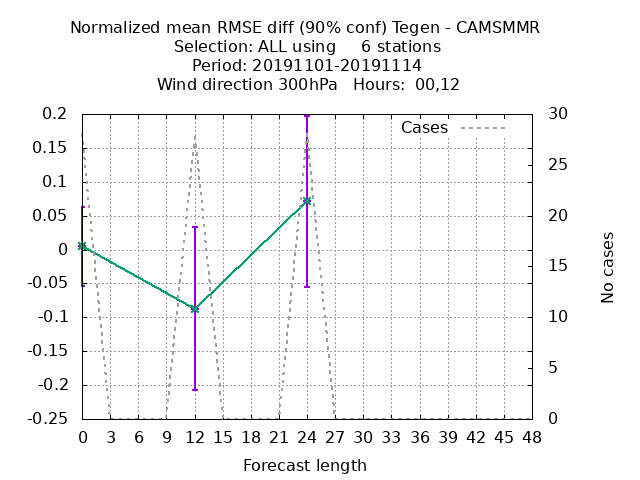 Normalized mean RMSE diff (90% conf) Tegen - CAMSMMR
Selection: ALL using     6 stations
Period: 20191101-20191114
Wind direction 300hPa   Hours:  00,12
Cases
0.2
0.15
0.1
0.05
0
-0.05
-0.1
-0.15
-0.2
-0.25
30
25
20
15
10
5
0
No cases
0 3 6 9 12 15 18 21 24 27 30 33 36 39 42 45 48
Forecast length